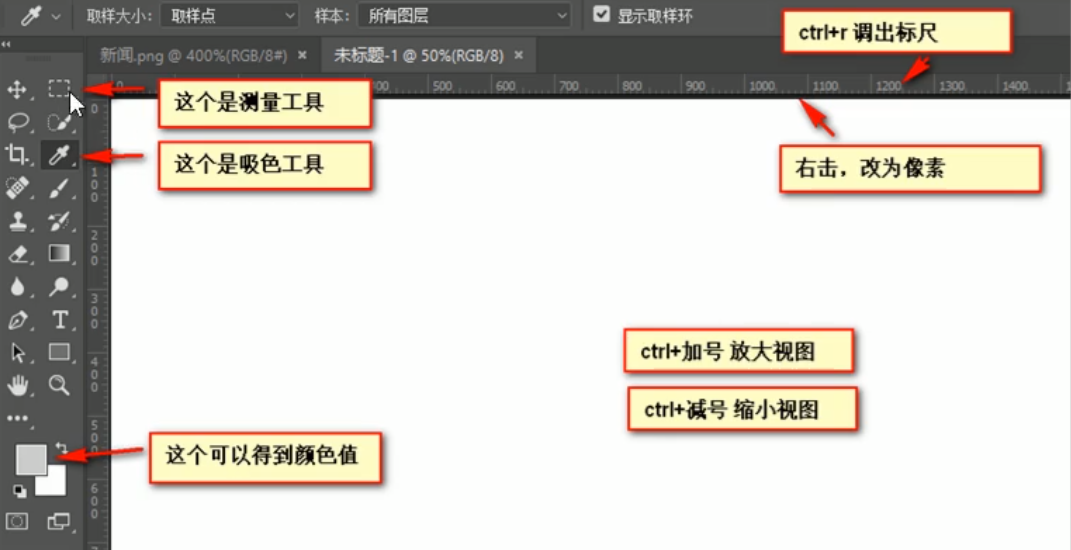 取样大小: 取样点 样本: 所有图层 显示取样环
ctrl+r 调出标尺
新闻.png @ 400%(RGB/8#) × 未标题-1 @ 50%(RGB/8) ×
0 400 500 600 700 800 900 1000 1100 1200 1300 1400
这个是测量工具
这个是吸色工具
右击，改为像素
0
100
200
300
400
500
600
ctrl+加号 放大视图
ctrl+减号 缩小视图
这个可以得到颜色值